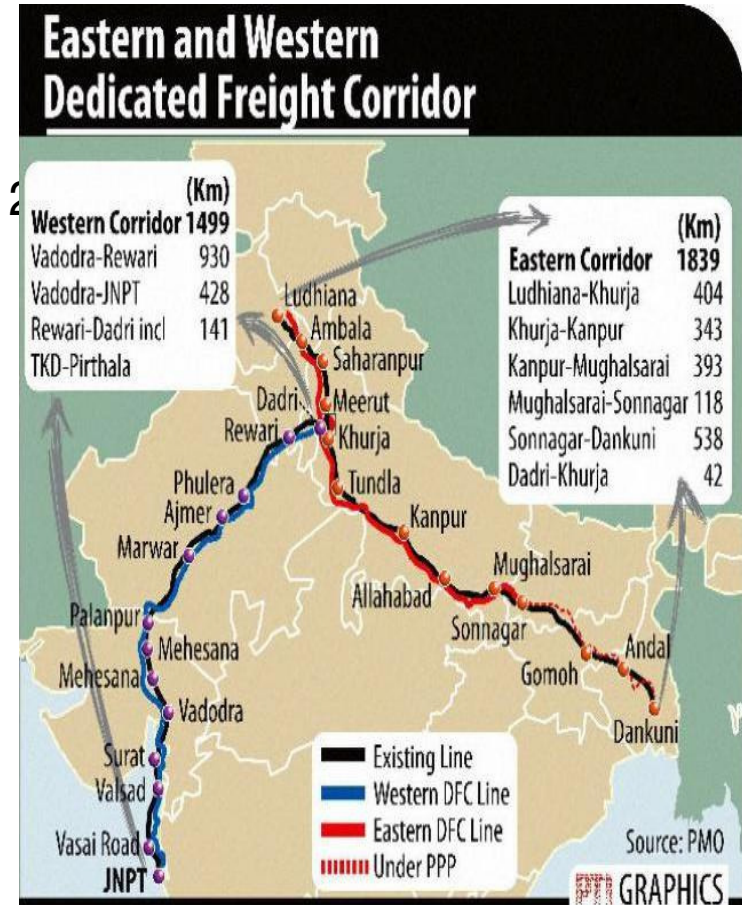 Eastern and Western
Dedicated Freight Corridor
2
(Km)
Western Corridor 1499
Vadodra-Rewari 930
Vadodra-JNPT 428
Rewari-Dadri incl 141
TKD-Pirthala
(Km)
Eastern Corridor 1839
Ludhiana-Khurja 404
Khurja-Kanpur 343
Kanpur-Mughalsarai 393
Mughalsarai-Sonnagar 118
Sonnagar-Dankuni 538
Dadri-Khurja 42
Ludhiana
Ambala
Saharanpur
Dadri
Meerut
Rewari
Khurja
Phulera
Tundla
Ajmer
Kanpur
Marwar
Mughalsarai
Allahabad
Palanpur
Sonnagar
Mehesana
Andal
Gomoh
Mehesana
Vadodra
Dankuni
Surat
Valsad
Vasai Road
JNPT
Existing Line
Western DFC Line
Eastern DFC Line
Under PPP
Source: PMO
PTI GRAPHICS